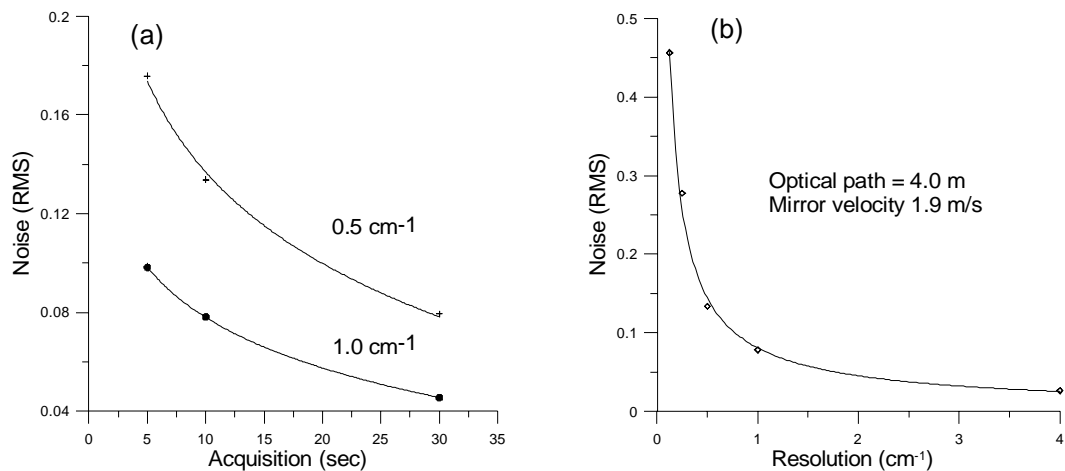 (a)
0.2
0.16
0.12
0.08
0.04
Noise (RMS)
0.5 cm-1
1.0 cm-1
0 5 10 15 20 25 30 35
Acquisition (sec)
(b)
0.5
0.4
0.3
0.2
0.1
0
Noise (RMS)
Optical path = 4.0 m
Mirror velocity 1.9 m/s
0 1 2 3 4
Resolution (cm-1)